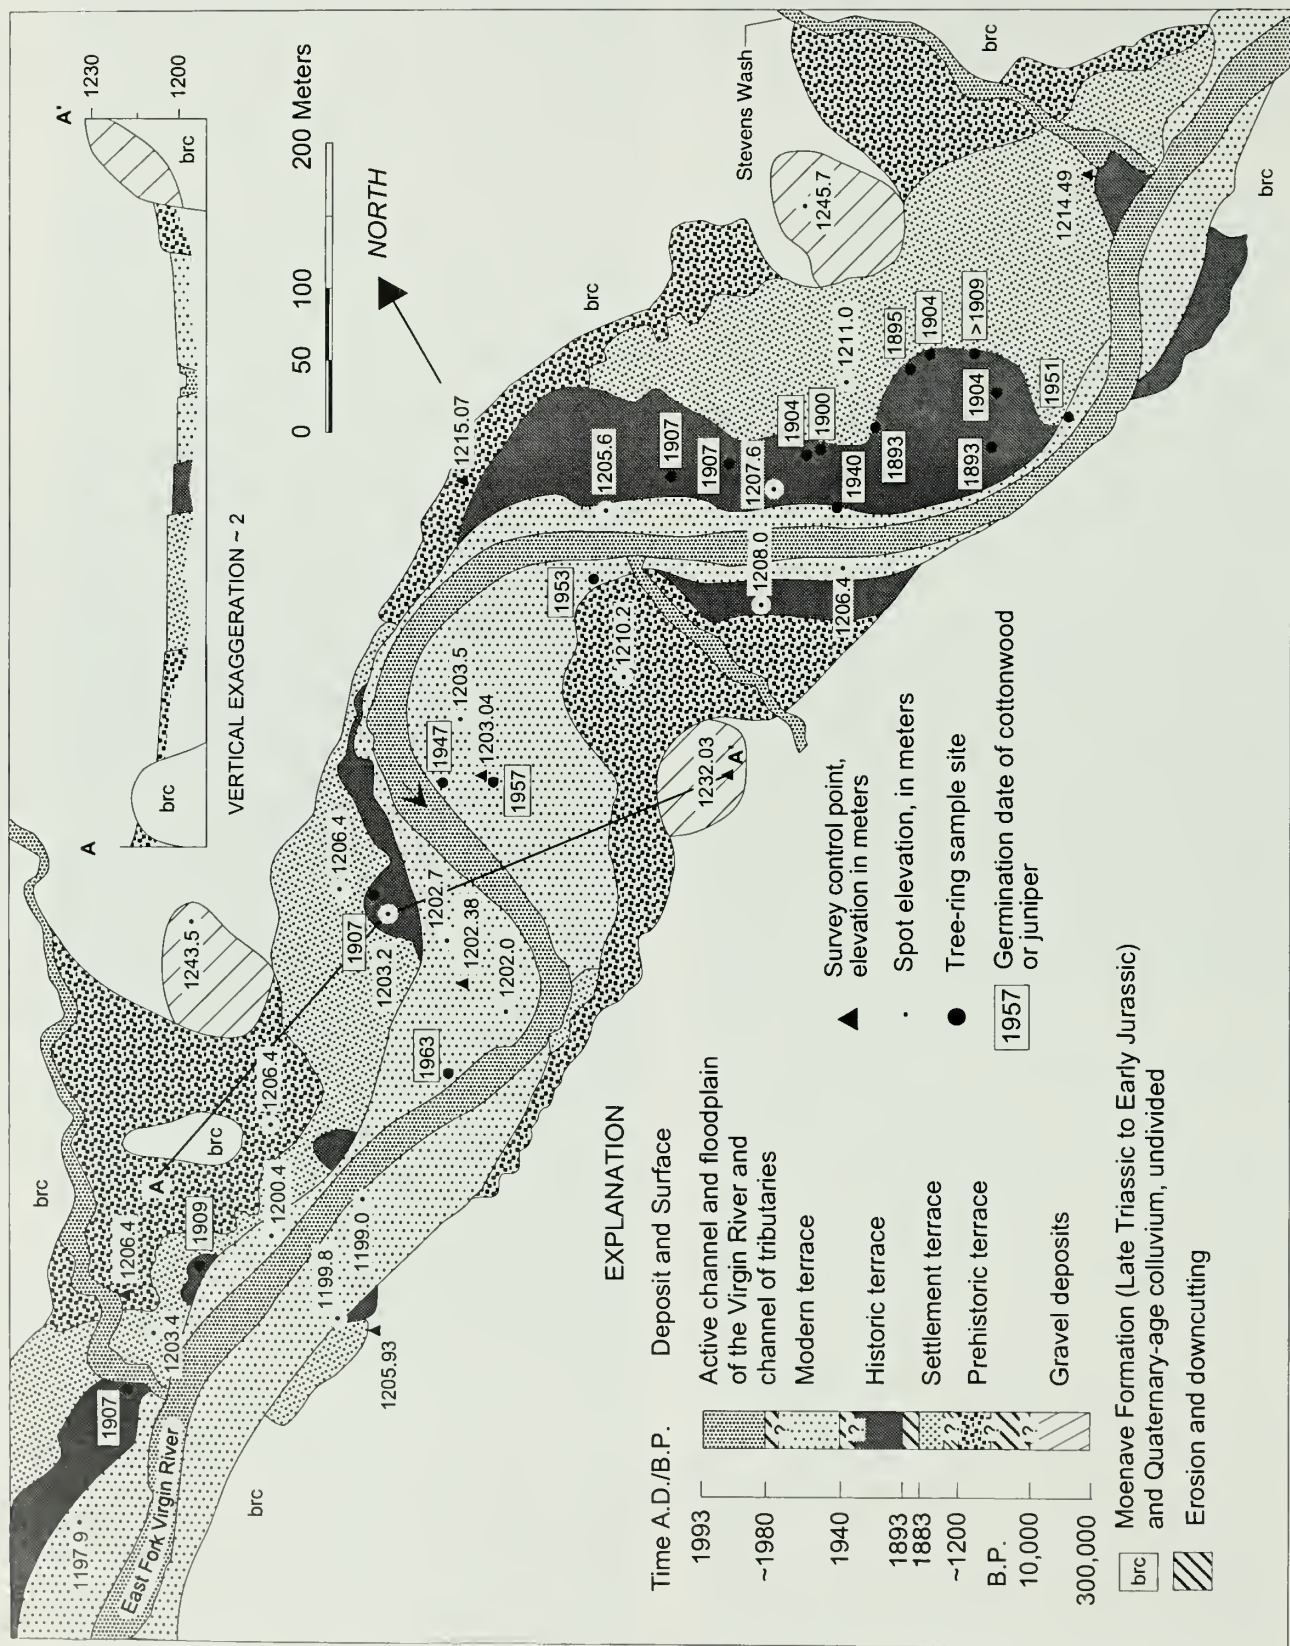 A
A'
1230
1200
brc
brc
VERTICAL EXAGGERATION ~ 2
0
50
100
200 Meters
NORTH
Stevens Wash
brc
brc
brc
brc
brc
brc
1245.7
1214.49
1211.0
1895
1904
>1909
1904
1951
1893
1893
1940
1900
1904
1207.6
1907
1907
1205.6
1215.07
1208.0
1206.4
1953
1210.2
1203.5
1203.04
1947
1957
1232.03
A'
1206.4
1243.5
1907
1203.2
1202.7
1202.38
1202.0
1963
1206.4
A
1909
1200.4
1206.4
1203.4
1199.0
1199.8
1205.93
1907
1197.9
East Fork Virgin River
EXPLANATION
Time A.D./B.P.
Deposit and Surface
1993
~1980
1940
1893
1883
~1200
B.P.
10,000
300,000
?
?
?
?
Active channel and floodplain
of the Virgin River and
channel of tributaries
Modern terrace
Historic terrace
Settlement terrace
Prehistoric terrace
Gravel deposits
brc
Moenave Formation (Late Triassic to Early Jurassic)
and Quaternary-age colluvium, undivided
Erosion and downcutting
Survey control point,
elevation in meters
Spot elevation, in meters
Tree-ring sample site
1957
Germination date of cottonwood
or juniper